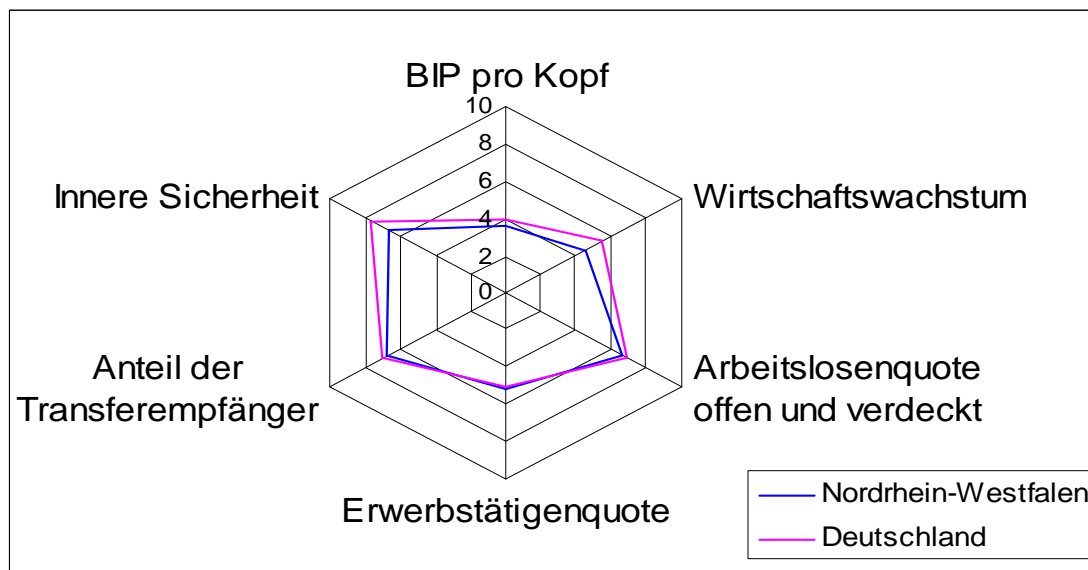 BIP pro Kopf
10
8
6
4
2
0
Innere Sicherheit
Wirtschaftswachstum
Anteil der
Transferempfänger
Arbeitslosenquote
offen und verdeckt
Erwerbstätigenquote
Nordrhein-Westfalen
Deutschland